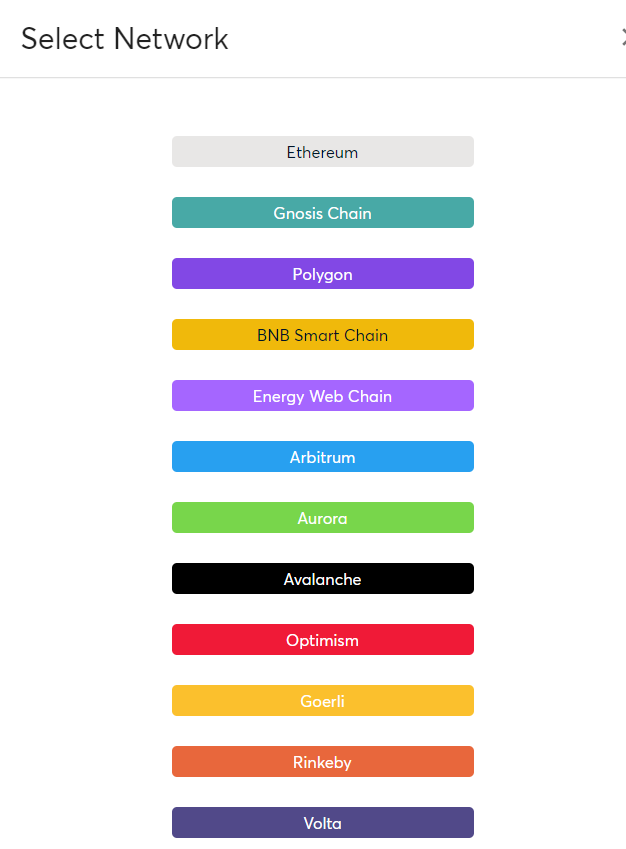 Select Network
Ethereum
Gnosis Chain
Polygon
BNB Smart Chain
Energy Web Chain
Arbitrum
Aurora
Avalanche
Optimism
Goerli
Rinkeby
Volta